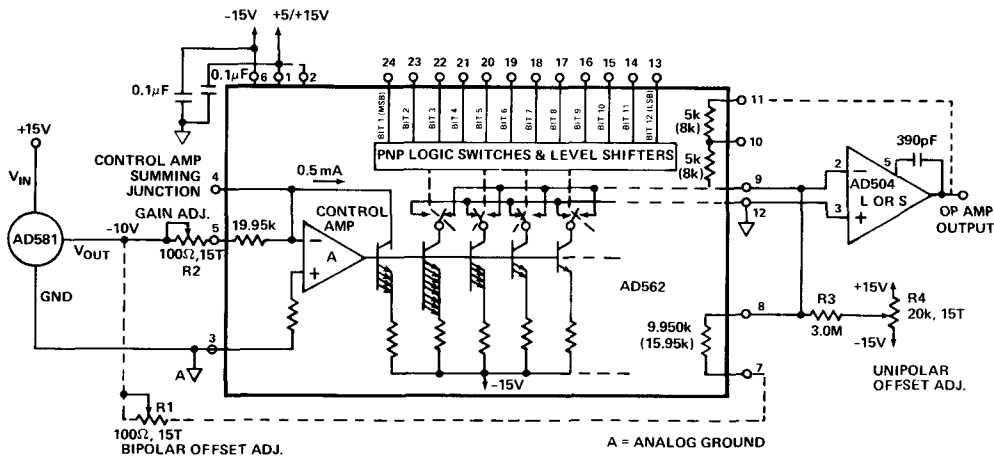 -15V
+5/+15V
0.1μF
0.1μF
6
1
2
24
23
22
21
20
19
18
17
16
15
14
13
BIT 1 (MSB)
BIT 2
BIT 3
BIT 4
BIT 5
BIT 6
BIT 7
BIT 8
BIT 9
BIT 10
BIT 11
BIT 12 (LSB)
PNP LOGIC SWITCHES & LEVEL SHIFTERS
5k
(8k)
11
10
5k
(8k)
9
12
390pF
2
5
AD504
L OR S
3
OP AMP
OUTPUT
+15V
VIN
CONTROL AMP
SUMMING
JUNCTION
4
0.5mA
GAIN ADJ.
5
19.95k
CONTROL
AMP
A
AD581
-10V
VOUT
100Ω,15T
R2
GND
3
A
AD562
-15V
9.950k
(15.95k)
8
7
R3
3.0M
+15V
R4
20k, 15T
-15V
UNIPOLAR
OFFSET ADJ.
R1
100Ω, 15T
BIPOLAR OFFSET ADJ.
A = ANALOG GROUND